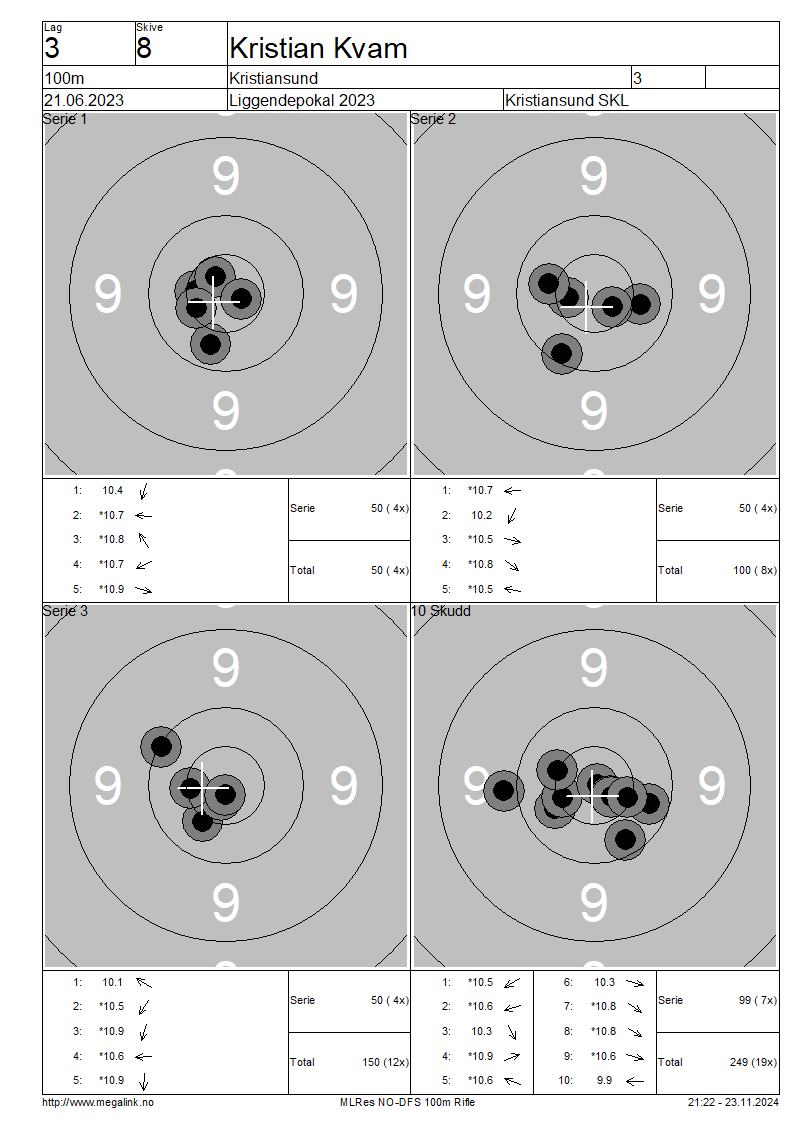 Lag Skive
3 8 Kristian Kvam
100m Kristiansund 3
21.06.2023 Liggendepokal 2023 Kristiansund SKL
Serie 1 Serie 2
9 9
9 9 9 9
9 9
1: 10.4
2: *10.7
3: *10.8
4: *10.7
5: *10.9
Serie 50 ( 4x)
Total 50 ( 4x)
1: *10.7
2: 10.2
3: *10.5
4: *10.8
5: *10.5
Serie 50 ( 4x)
Total 100 ( 8x)
Serie 3 10 Skudd
9 9
9 9 9 9
9 9
1: 10.1
2: *10.5
3: *10.9
4: *10.6
5: *10.9
Serie 50 ( 4x)
Total 150 (12x)
1: *10.5 6: 10.3
2: *10.6 7: *10.8
3: 10.3 8: *10.8
4: *10.9 9: *10.6
5: *10.6 10: 9.9
Serie 99 ( 7x)
Total 249 (19x)
http://www.megalink.no MLRes NO-DFS 100m Rifle 21:22 - 23.11.2024